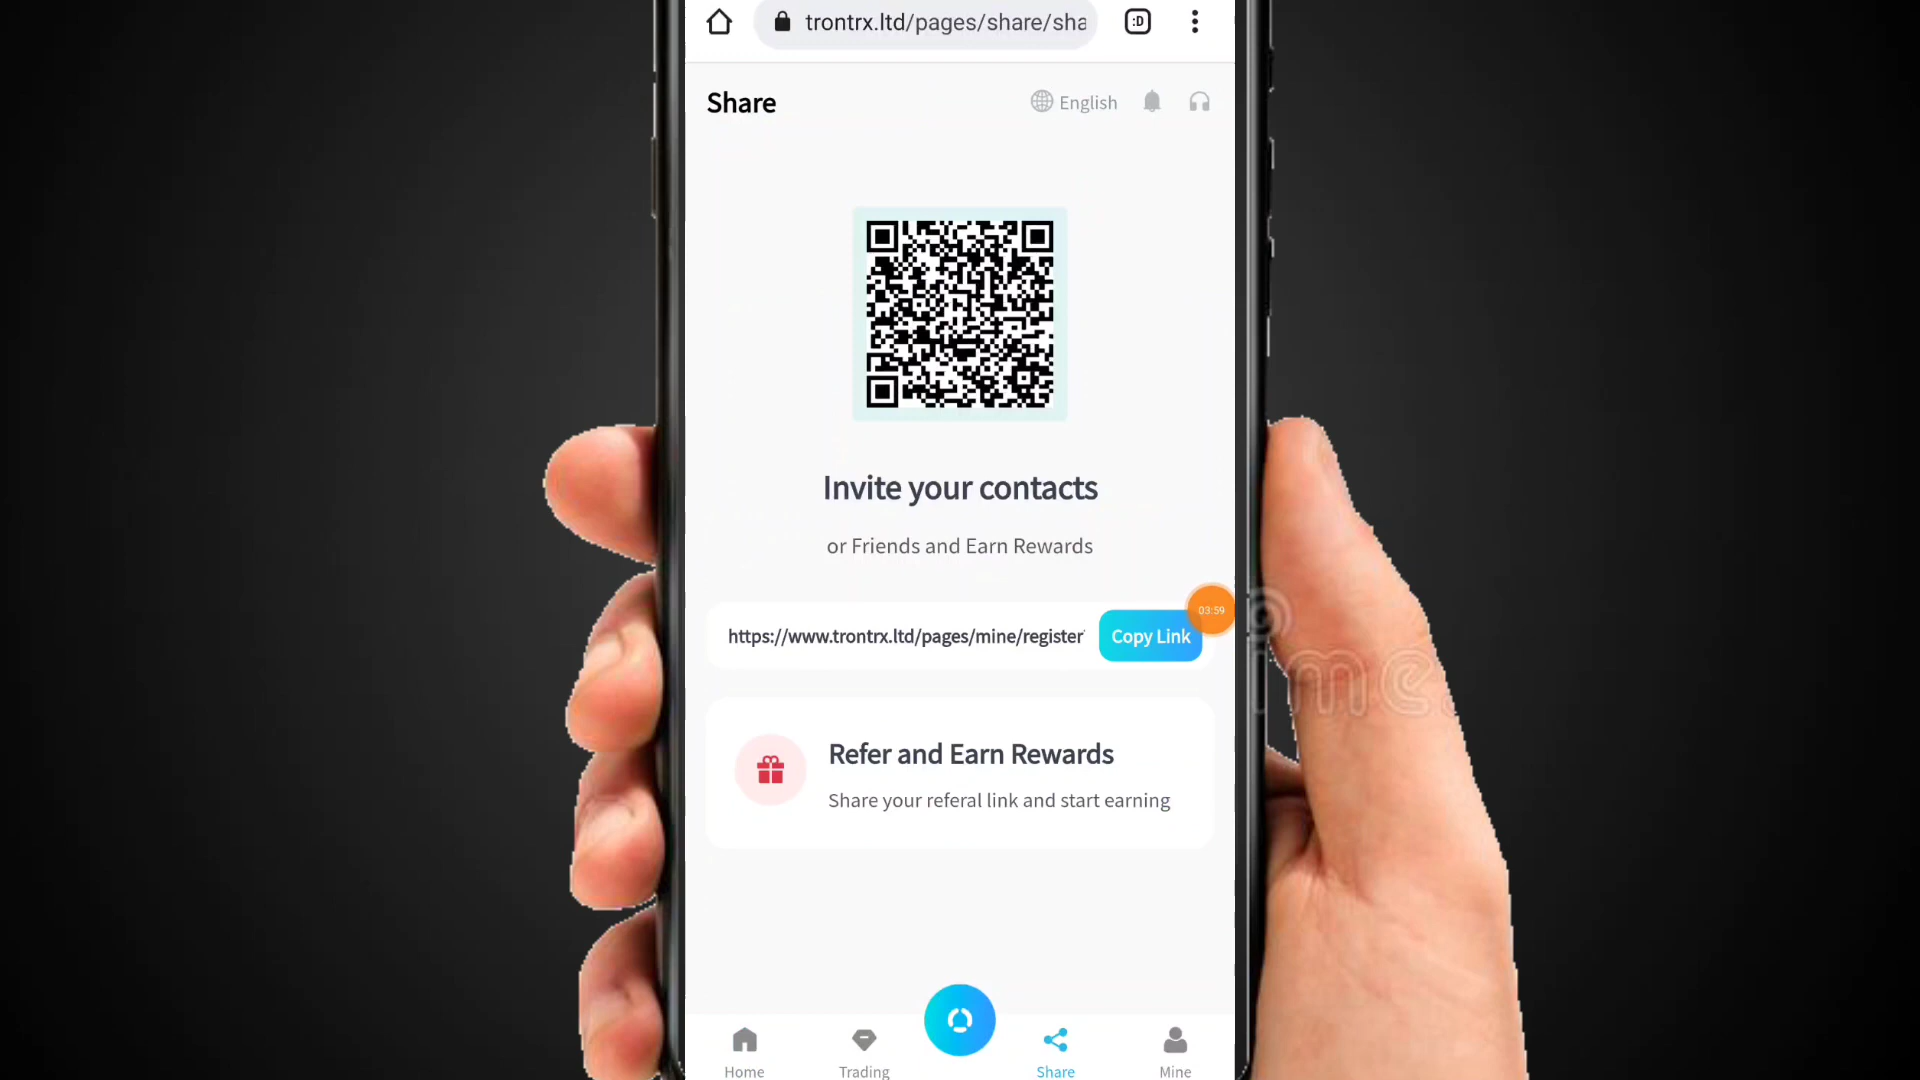 trontrx.ltd/pages/share/sha
:D
Share
English
Invite your contacts
or Friends and Earn Rewards
03:59
https://www.trontrx.ltd/pages/mine/register
Copy Link
Refer and Earn Rewards
Share your referal link and start earning
Home
Trading
Share
Mine